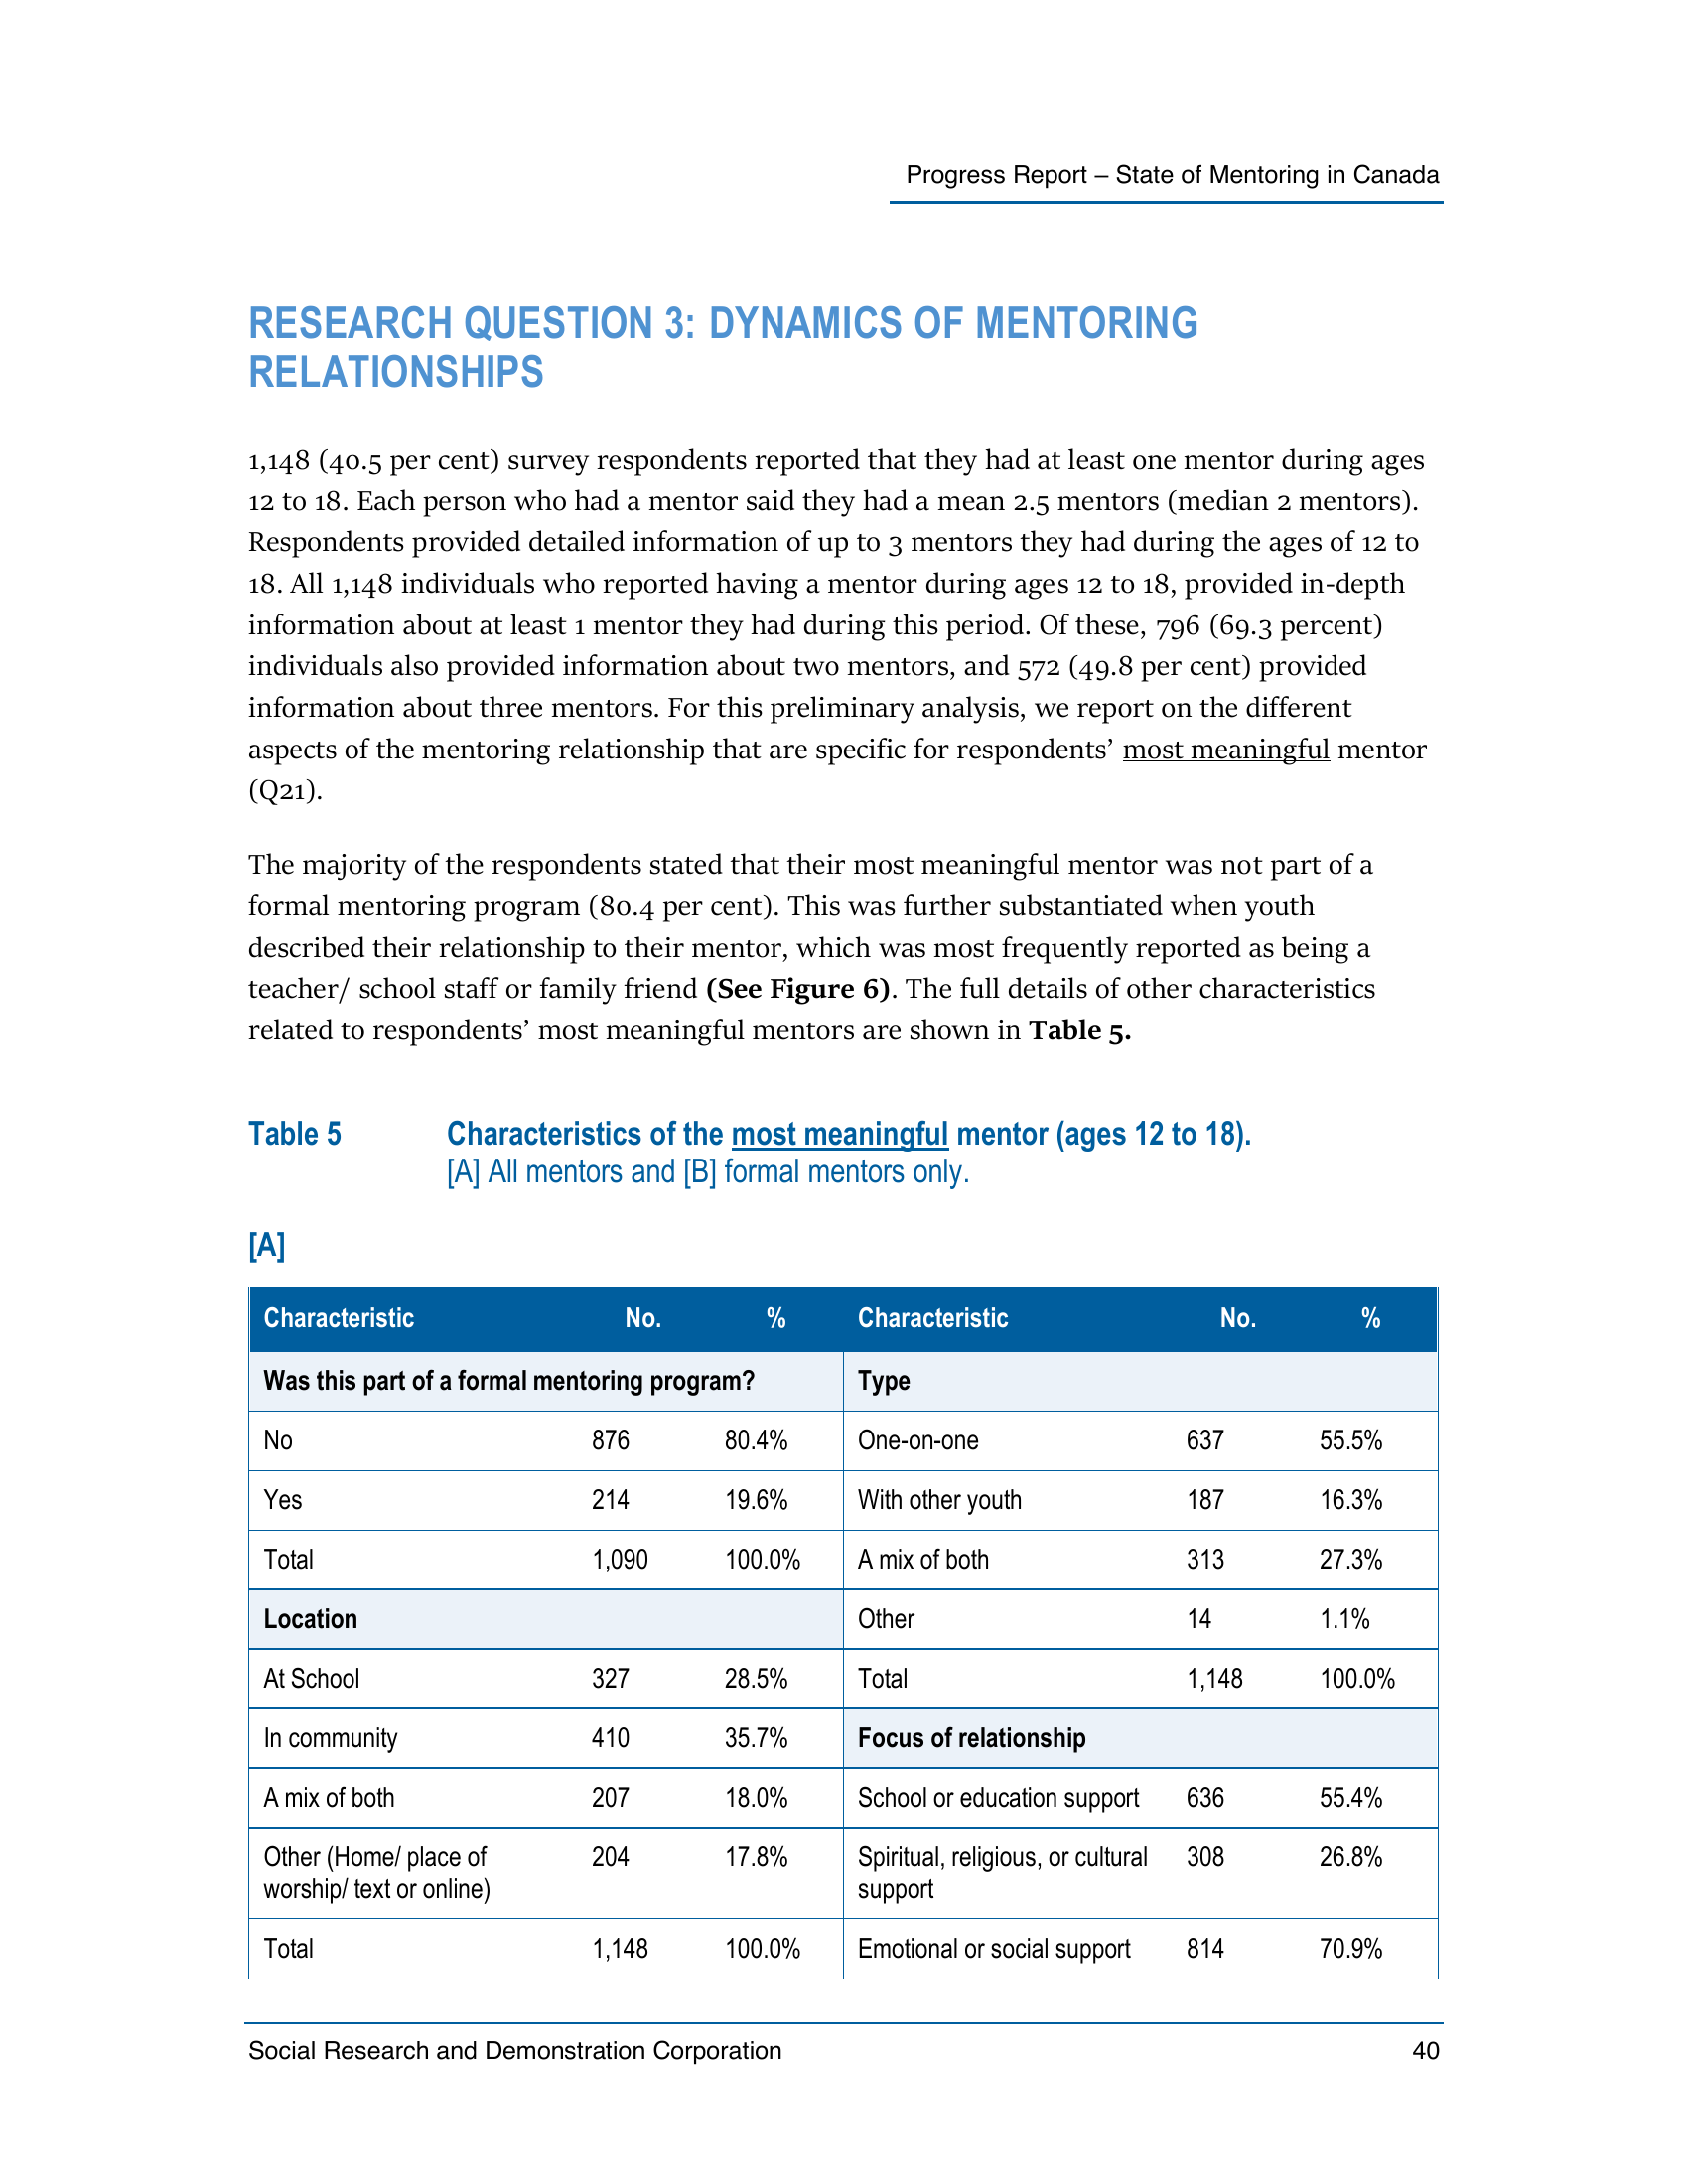 Progress Report – State of Mentoring in Canada
RESEARCH QUESTION 3: DYNAMICS OF MENTORING
RELATIONSHIPS
1,148 (40.5 per cent) survey respondents reported that they had at least one mentor during ages
12 to 18. Each person who had a mentor said they had a mean 2.5 mentors (median 2 mentors).
Respondents provided detailed information of up to 3 mentors they had during the ages of 12 to
18. All 1,148 individuals who reported having a mentor during ages 12 to 18, provided in-depth
information about at least 1 mentor they had during this period. Of these, 796 (69.3 percent)
individuals also provided information about two mentors, and 572 (49.8 per cent) provided
information about three mentors. For this preliminary analysis, we report on the different
aspects of the mentoring relationship that are specific for respondents’ most meaningful mentor
(Q21).
The majority of the respondents stated that their most meaningful mentor was not part of a
formal mentoring program (80.4 per cent). This was further substantiated when youth
described their relationship to their mentor, which was most frequently reported as being a
teacher/ school staff or family friend (See Figure 6). The full details of other characteristics
related to respondents’ most meaningful mentors are shown in Table 5.
Table 5 Characteristics of the most meaningful mentor (ages 12 to 18).
[A] All mentors and [B] formal mentors only.
[A]
Characteristic No. % Characteristic No. %
Was this part of a formal mentoring program? Type
No 876 80.4% One-on-one 637 55.5%
Yes 214 19.6% With other youth 187 16.3%
Total 1,090 100.0% A mix of both 313 27.3%
Location Other 14 1.1%
At School 327 28.5% Total 1,148 100.0%
In community 410 35.7% Focus of relationship
A mix of both 207 18.0% School or education support 636 55.4%
Other (Home/ place of 204 17.8% Spiritual, religious, or cultural 308 26.8%
worship/ text or online) support
Total 1,148 100.0% Emotional or social support 814 70.9%
Social Research and Demonstration Corporation 40